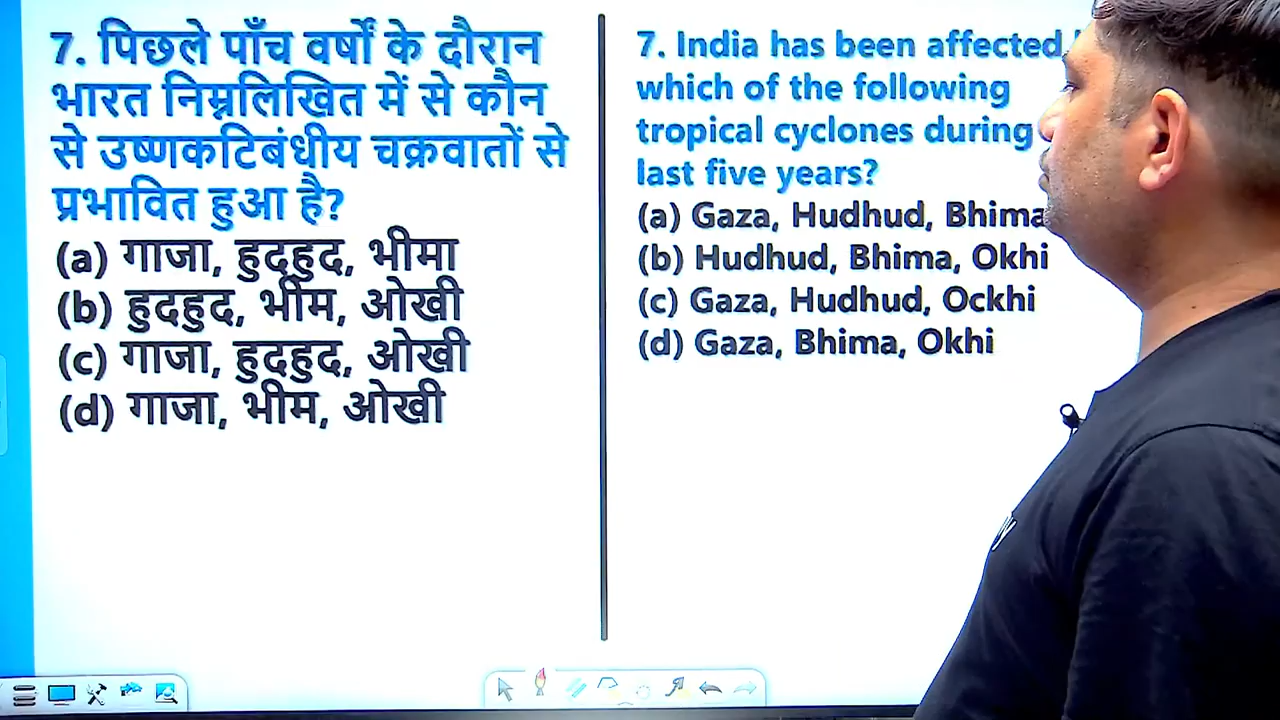 7. पिछले पाँच वर्षों के दौरान
भारत निम्नलिखित में से कौन
से उष्णकटिबंधीय चक्रवातों से
प्रभावित हुआ है?
(a) गाजा, हुदहुद, भीमा
(b) हुदहुद, भीम, ओखी
(c) गाजा, हुदहुद, ओखी
(d) गाजा, भीम, ओखी
7. India has been affected
which of the following
tropical cyclones during
last five years?
(a) Gaza, Hudhud, Bhima
(b) Hudhud, Bhima, Okhi
(c) Gaza, Hudhud, Ockhi
(d) Gaza, Bhima, Okhi